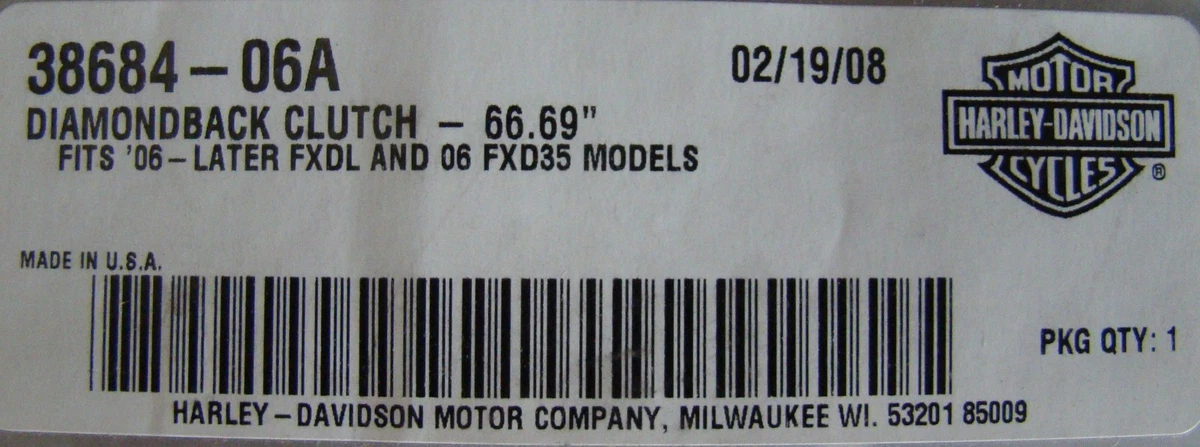 38684-06A
02/19/08
DIAMONDBACK CLUTCH - 66.69"
FITS '06-LATER FXDL AND 06 FXD35 MODELS
MOTOR
HARLEY-DAVIDSON
CYCLES
®
MADE IN U.S.A.
PKG QTY: 1
HARLEY-DAVIDSON MOTOR COMPANY, MILWAUKEE WI. 53201 85009